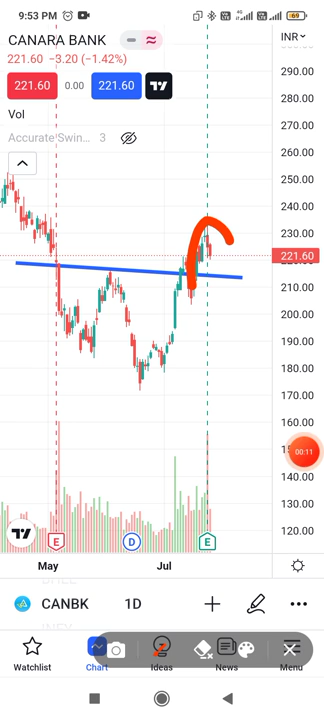 9:53 PM
69
CANARA BANK
INR
221.60 −3.20 (−1.42%)
221.60 0.00 221.60
Vol
Accurate Swin... 3
290.00
280.00
270.00
260.00
250.00
240.00
230.00
221.60
210.00
200.00
190.00
180.00
170.00
160.00
00:11
140.00
130.00
120.00
E D E
May Jul
CANBK 1D
Watchlist Chart Ideas News Menu